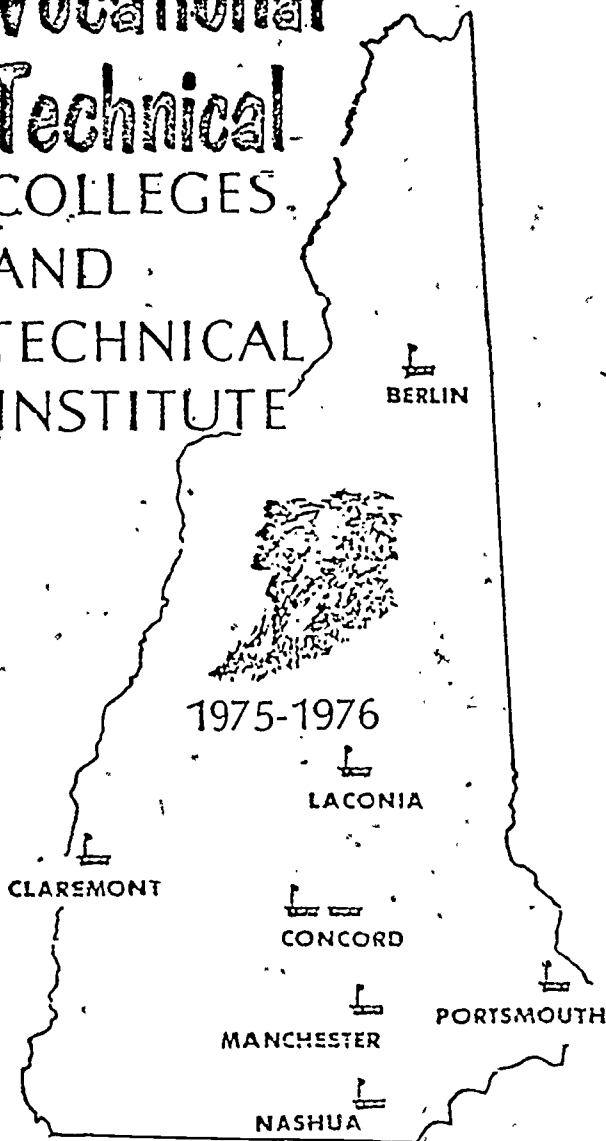 Vocational
Technical
COLLEGES
AND
TECHNICAL
INSTITUTE
BERLIN
1975-1976
LACONIA
CLAREMONT
CONCORD
PORTSMOUTH
MANCHESTER
NASHUA